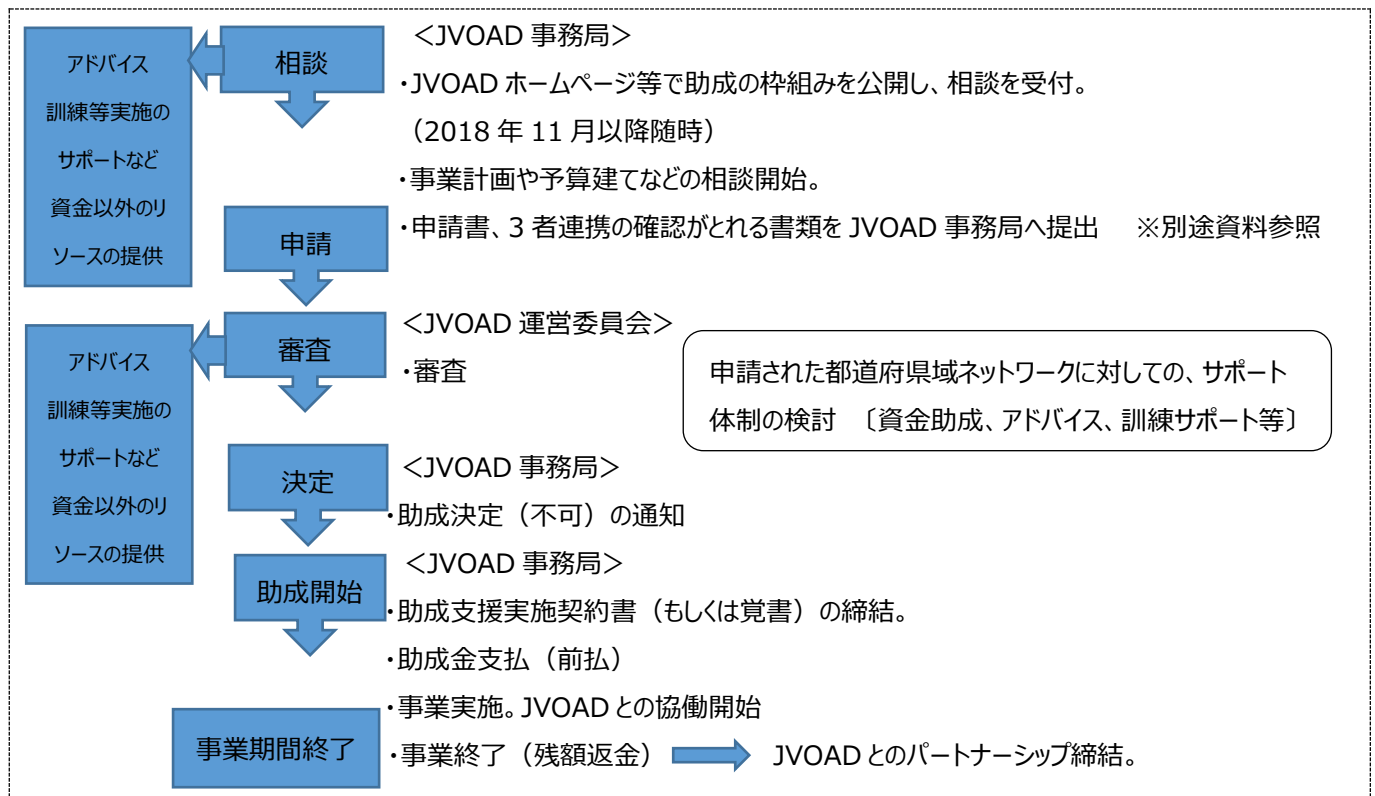 アドバイス
訓練等実施の
サポートなど
資金以外のリ
ソースの提供
相談
＜JVOAD 事務局＞
・JVOAD ホームページ等で助成の枠組みを公開し、相談を受付。
（2018 年 11 月以降随時）
・事業計画や予算建てなどの相談開始。
申請
・申請書、3 者連携の確認がとれる書類を JVOAD 事務局へ提出　※別途資料参照
アドバイス
訓練等実施の
サポートなど
資金以外のリ
ソースの提供
審査
＜JVOAD 運営委員会＞
・審査
申請された都道府県域ネットワークに対しての、サポート
体制の検討　〔資金助成、アドバイス、訓練サポート等〕
決定
＜JVOAD 事務局＞
・助成決定（不可）の通知
助成開始
＜JVOAD 事務局＞
・助成支援実施契約書（もしくは覚書）の締結。
・助成金支払（前払）
・事業実施。JVOAD との協働開始
事業期間終了
・事業終了（残額返金）　JVOAD とのパートナーシップ締結。